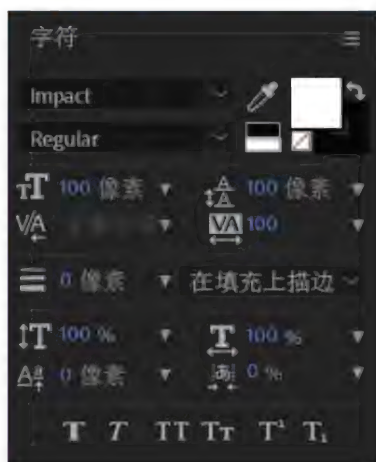 字符
Impact
Regular
100 像素 100 像素
100
0 像素 在填充上描边
100 % 100 %
0 像素 0 %
T T TT TT T¹ T₁